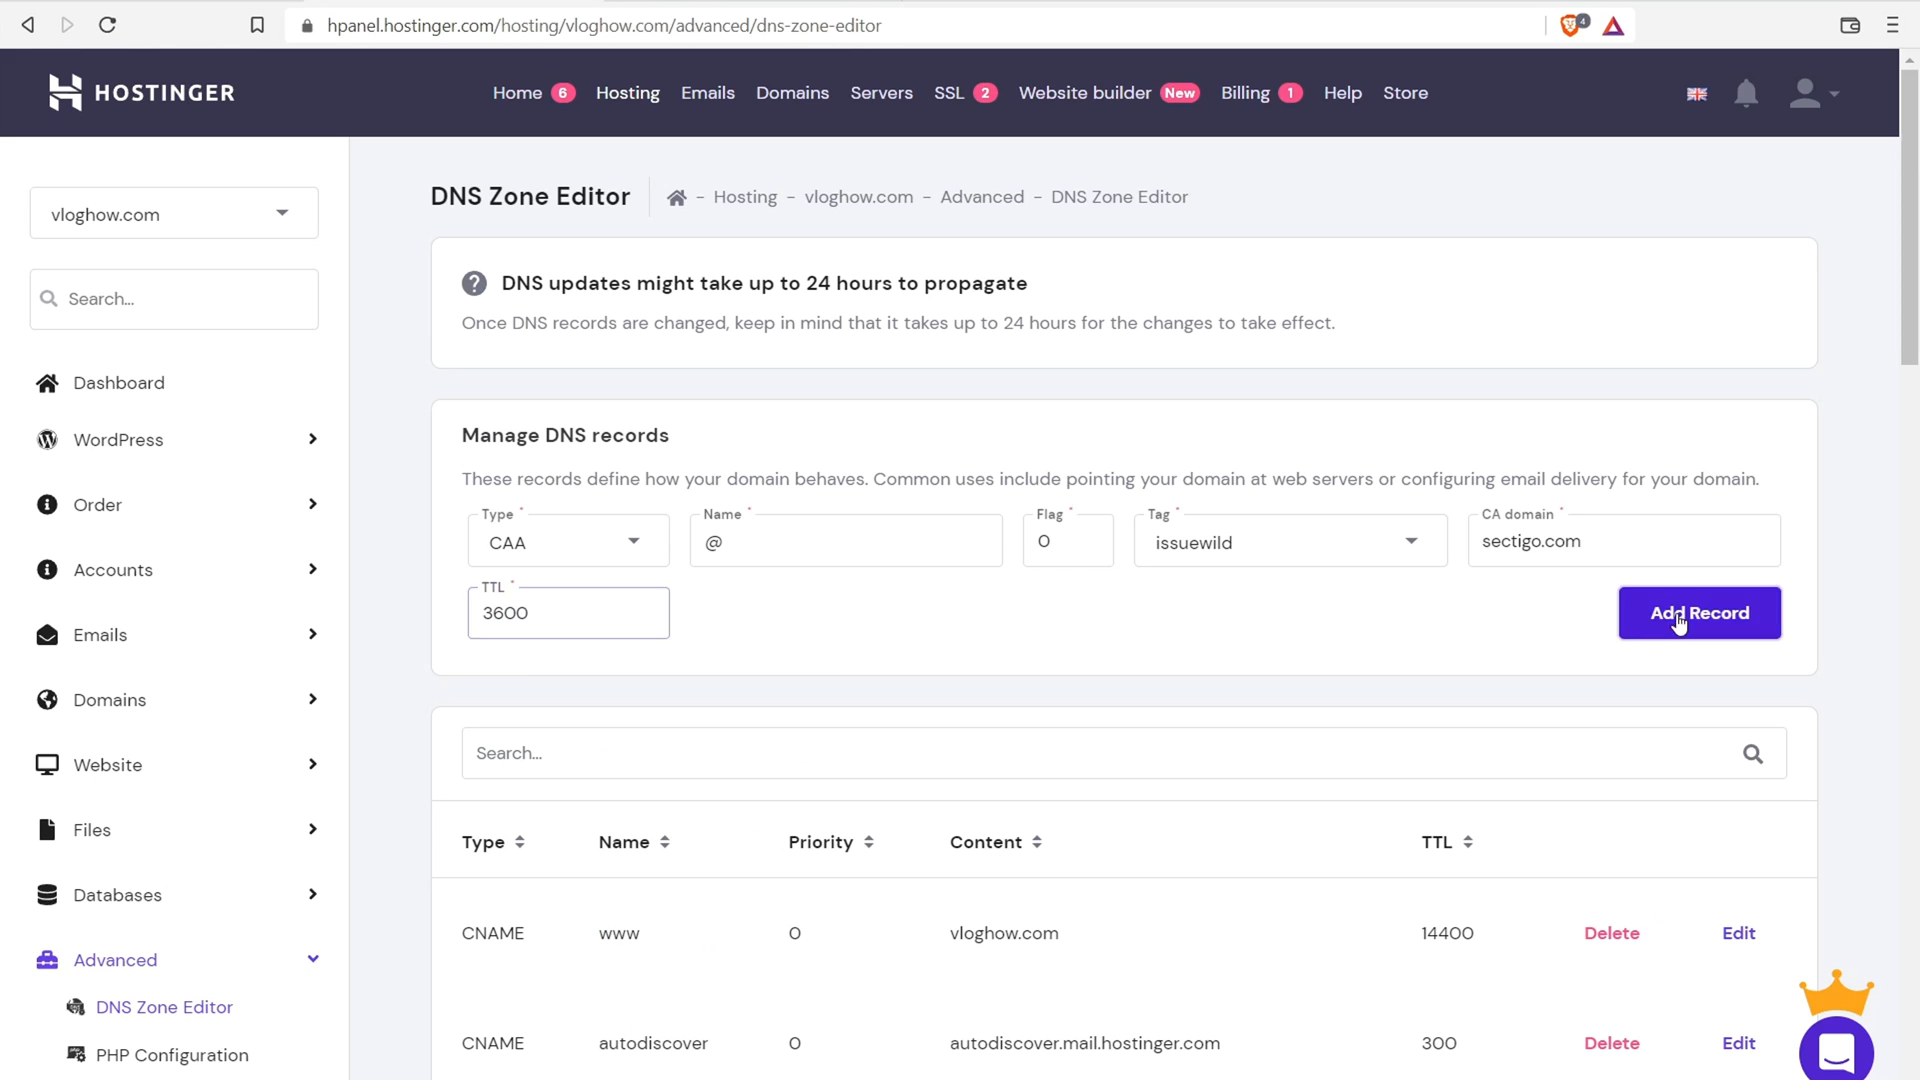 hpanel.hostinger.com/hosting/vloghow.com/advanced/dns-zone-editor
4
HOSTINGER
Home 6 Hosting Emails Domains Servers SSL 2 Website builder New Billing 1 Help Store
vloghow.com
Search...
Dashboard
WordPress
Order
Accounts
Emails
Domains
Website
Files
Databases
Advanced
DNS Zone Editor
PHP Configuration
DNS Zone Editor
- Hosting - vloghow.com - Advanced - DNS Zone Editor
DNS updates might take up to 24 hours to propagate
Once DNS records are changed, keep in mind that it takes up to 24 hours for the changes to take effect.
Manage DNS records
These records define how your domain behaves. Common uses include pointing your domain at web servers or configuring email delivery for your domain.
Type * Name * Flag * Tag * CA domain *
CAA @ 0 issuewild sectigo.com
TTL *
3600
Add Record
Search...
Type Name Priority Content TTL
CNAME www 0 vloghow.com 14400 Delete Edit
CNAME autodiscover 0 autodiscover.mail.hostinger.com 300 Delete Edit